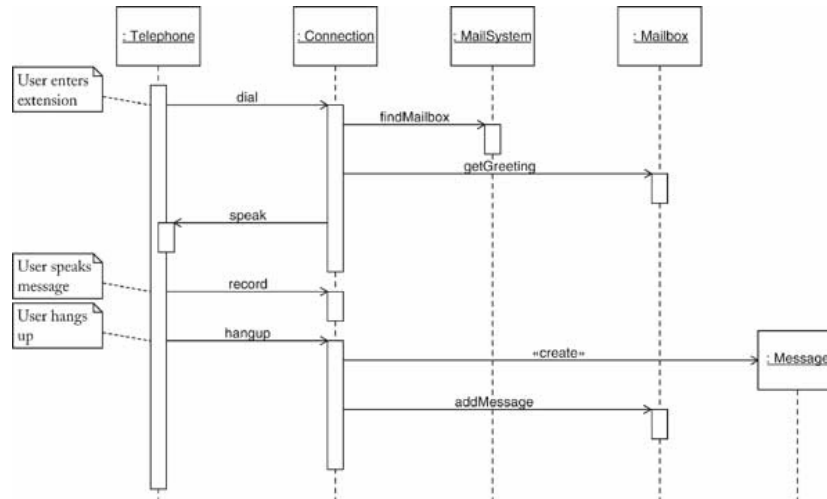 : Telephone
: Connection
: MailSystem
: Mailbox
User enters
extension
dial
findMailbox
getGreeting
speak
User speaks
message
record
User hangs
up
hangup
«create»
: Message
addMessage